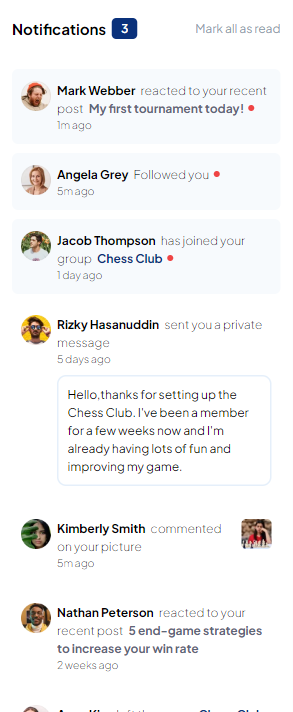 Notifications 3 Mark all as read
Mark Webber reacted to your recent
post My first tournament today!
1m ago
Angela Grey Followed you
5m ago
Jacob Thompson has joined your
group Chess Club
1 day ago
Rizky Hasanuddin sent you a private
message
5 days ago
Hello,thanks for setting up the
Chess Club. I've been a member
for a few weeks now and I'm
already having lots of fun and
improving my game.
Kimberly Smith commented
on your picture
5m ago
Nathan Peterson reacted to your
recent post 5 end-game strategies
to increase your win rate
2 weeks ago